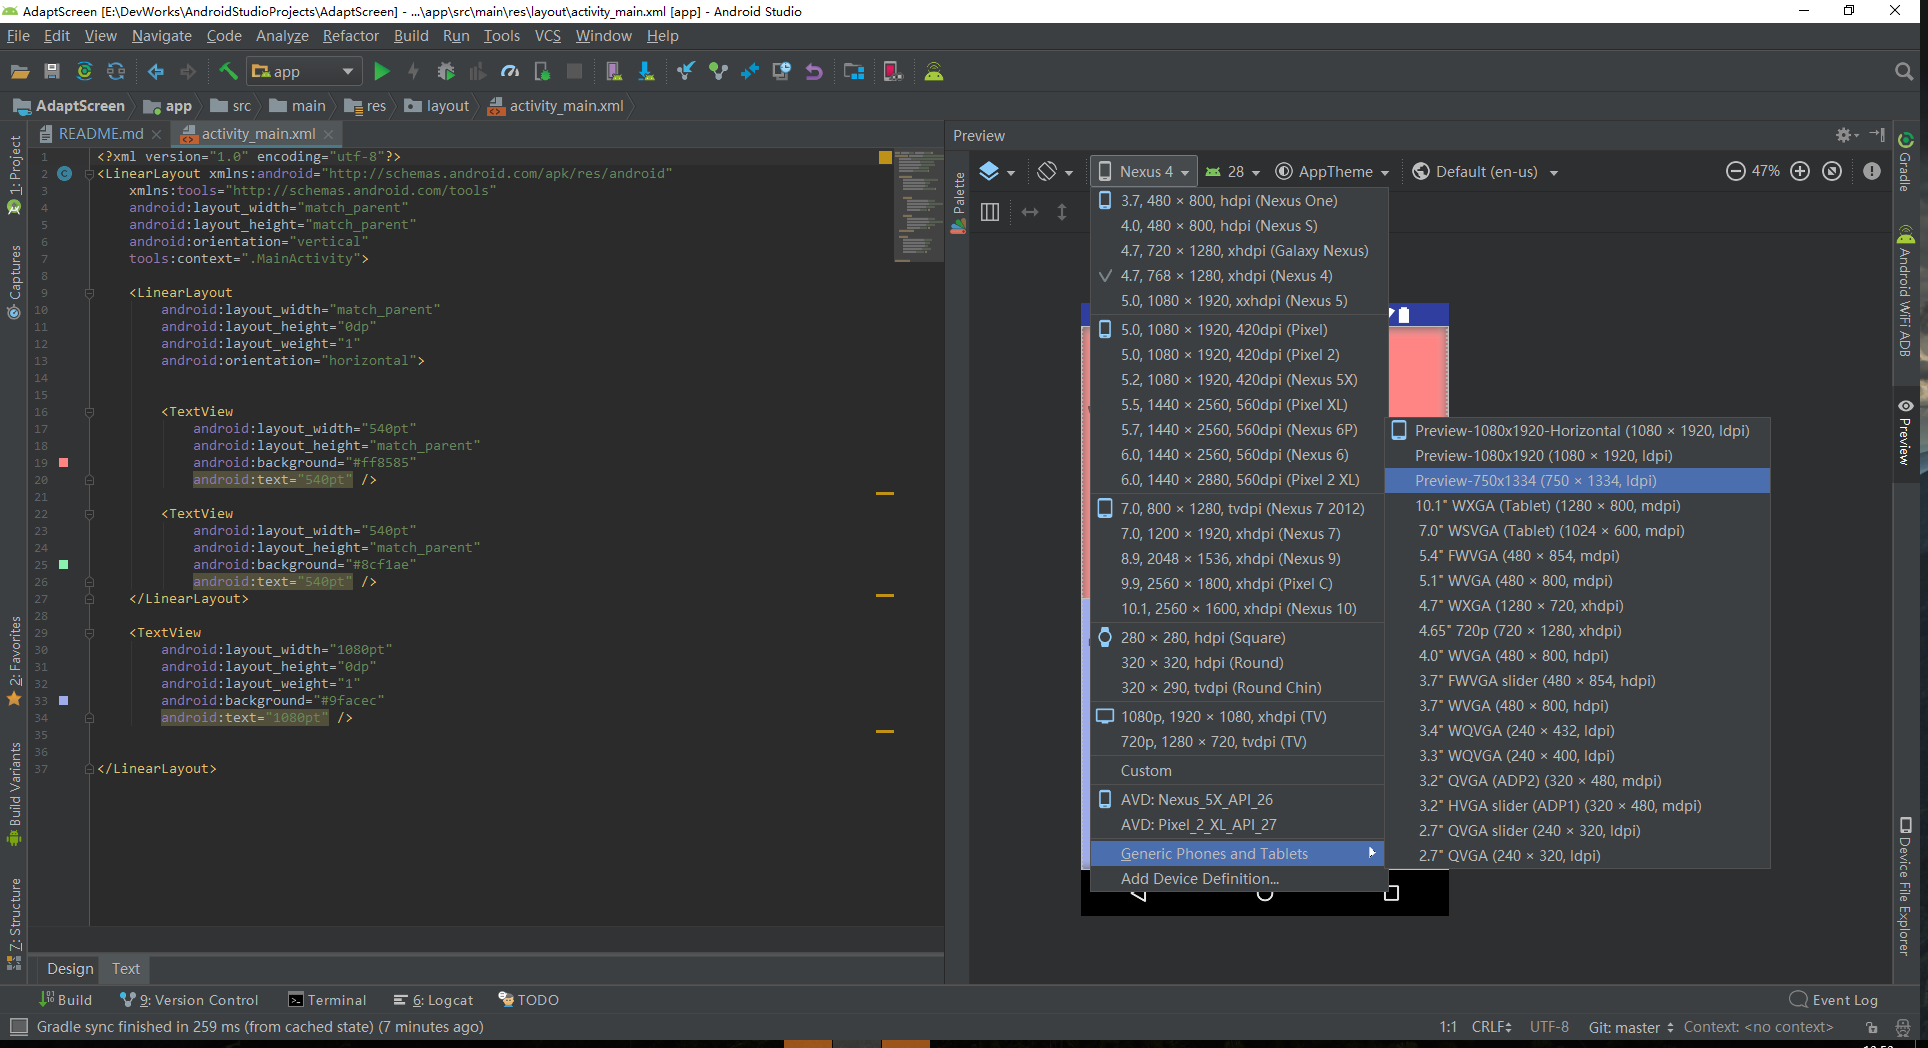 AdaptScreen [E:\DevWorks\AndroidStudioProjects\AdaptScreen] - ...\app\src\main\res\layout\activity_main.xml [app] - Android Studio
File Edit View Navigate Code Analyze Refactor Build Run Tools VCS Window Help
app
AdaptScreen app src main res layout activity_main.xml
README.md activity_main.xml
1: Project
Captures
2: Favorites
Build Variants
Z: Structure
1 <?xml version="1.0" encoding="utf-8"?>
2 <LinearLayout xmlns:android="http://schemas.android.com/apk/res/android"
3 xmlns:tools="http://schemas.android.com/tools"
4 android:layout_width="match_parent"
5 android:layout_height="match_parent"
6 android:orientation="vertical"
7 tools:context=".MainActivity">
8
9 <LinearLayout
10 android:layout_width="match_parent"
11 android:layout_height="0dp"
12 android:layout_weight="1"
13 android:orientation="horizontal">
14
15
16 <TextView
17 android:layout_width="540pt"
18 android:layout_height="match_parent"
19 android:background="#ff8585"
20 android:text="540pt" />
21
22 <TextView
23 android:layout_width="540pt"
24 android:layout_height="match_parent"
25 android:background="#8cf1ae"
26 android:text="540pt" />
27 </LinearLayout>
28
29 <TextView
30 android:layout_width="1080pt"
31 android:layout_height="0dp"
32 android:layout_weight="1"
33 android:background="#9facec"
34 android:text="1080pt" />
35
36
37 </LinearLayout>
Design Text
Preview
Palette
Nexus 4 28 AppTheme Default (en-us) 47%
3.7, 480 × 800, hdpi (Nexus One)
4.0, 480 × 800, hdpi (Nexus S)
4.7, 720 × 1280, xhdpi (Galaxy Nexus)
4.7, 768 × 1280, xhdpi (Nexus 4)
5.0, 1080 × 1920, xxhdpi (Nexus 5)
5.0, 1080 × 1920, 420dpi (Pixel)
5.0, 1080 × 1920, 420dpi (Pixel 2)
5.2, 1080 × 1920, 420dpi (Nexus 5X)
5.5, 1440 × 2560, 560dpi (Pixel XL)
5.7, 1440 × 2560, 560dpi (Nexus 6P)
6.0, 1440 × 2560, 560dpi (Nexus 6)
6.0, 1440 × 2880, 560dpi (Pixel 2 XL)
7.0, 800 × 1280, tvdpi (Nexus 7 2012)
7.0, 1200 × 1920, xhdpi (Nexus 7)
8.9, 2048 × 1536, xhdpi (Nexus 9)
9.9, 2560 × 1800, xhdpi (Pixel C)
10.1, 2560 × 1600, xhdpi (Nexus 10)
280 × 280, hdpi (Square)
320 × 320, hdpi (Round)
320 × 290, tvdpi (Round Chin)
1080p, 1920 × 1080, xhdpi (TV)
720p, 1280 × 720, tvdpi (TV)
Custom
AVD: Nexus_5X_API_26
AVD: Pixel_2_XL_API_27
Generic Phones and Tablets
Add Device Definition...
Preview-1080x1920-Horizontal (1080 × 1920, ldpi)
Preview-1080x1920 (1080 × 1920, ldpi)
Preview-750x1334 (750 × 1334, ldpi)
10.1" WXGA (Tablet) (1280 × 800, mdpi)
7.0" WSVGA (Tablet) (1024 × 600, mdpi)
5.4" FWVGA (480 × 854, mdpi)
5.1" WVGA (480 × 800, mdpi)
4.7" WXGA (1280 × 720, xhdpi)
4.65" 720p (720 × 1280, xhdpi)
4.0" WVGA (480 × 800, hdpi)
3.7" FWVGA slider (480 × 854, hdpi)
3.7" WVGA (480 × 800, hdpi)
3.4" WQVGA (240 × 432, ldpi)
3.3" WQVGA (240 × 400, ldpi)
3.2" QVGA (ADP2) (320 × 480, mdpi)
3.2" HVGA slider (ADP1) (320 × 480, mdpi)
2.7" QVGA slider (240 × 320, ldpi)
2.7" QVGA (240 × 320, ldpi)
Gradle
Android WiFi ADB
Preview
Device File Explorer
Build 9: Version Control Terminal 6: Logcat TODO Event Log
Gradle sync finished in 259 ms (from cached state) (7 minutes ago) 1:1 CRLF UTF-8 Git: master Context: <no context>